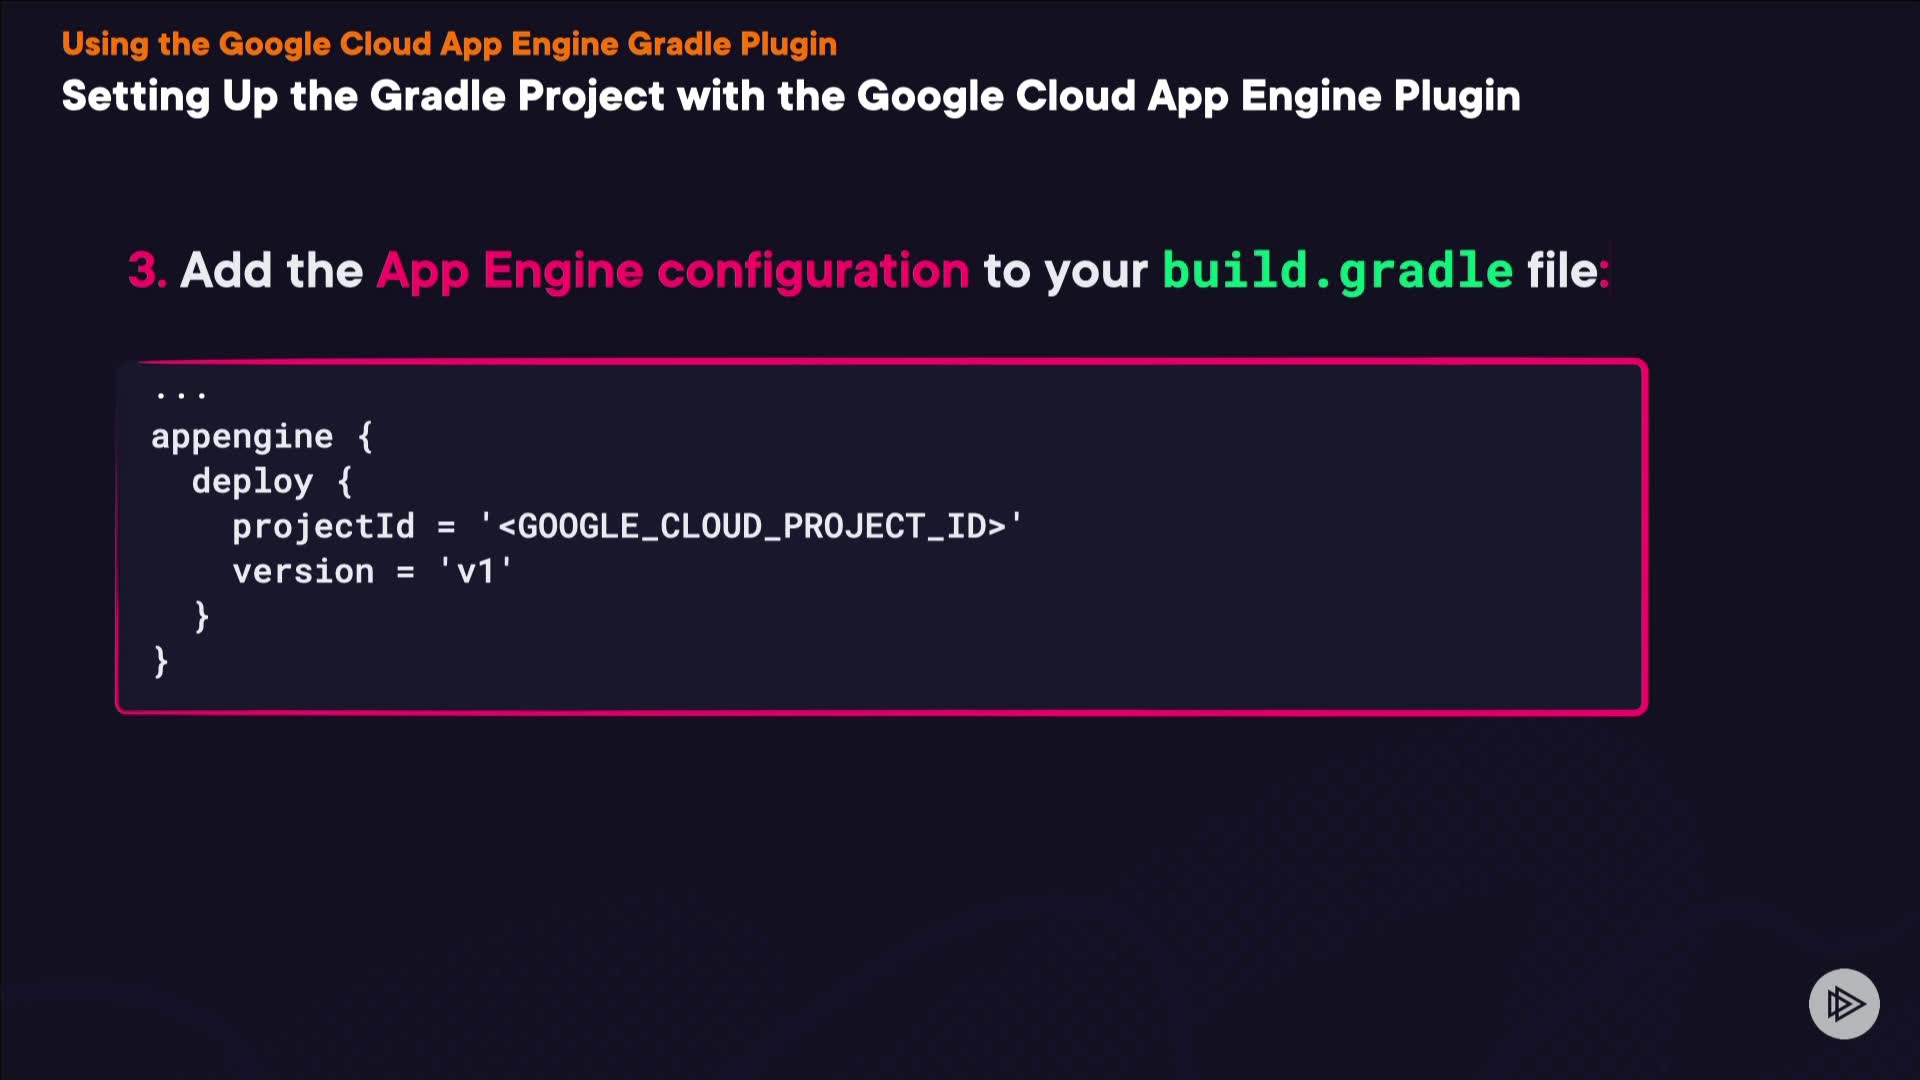 Using the Google Cloud App Engine Gradle Plugin
Setting Up the Gradle Project with the Google Cloud App Engine Plugin
3. Add the App Engine configuration to your build.gradle file:
...
appengine {
  deploy {
    projectId = '<GOOGLE_CLOUD_PROJECT_ID>'
    version = 'v1'
  }
}